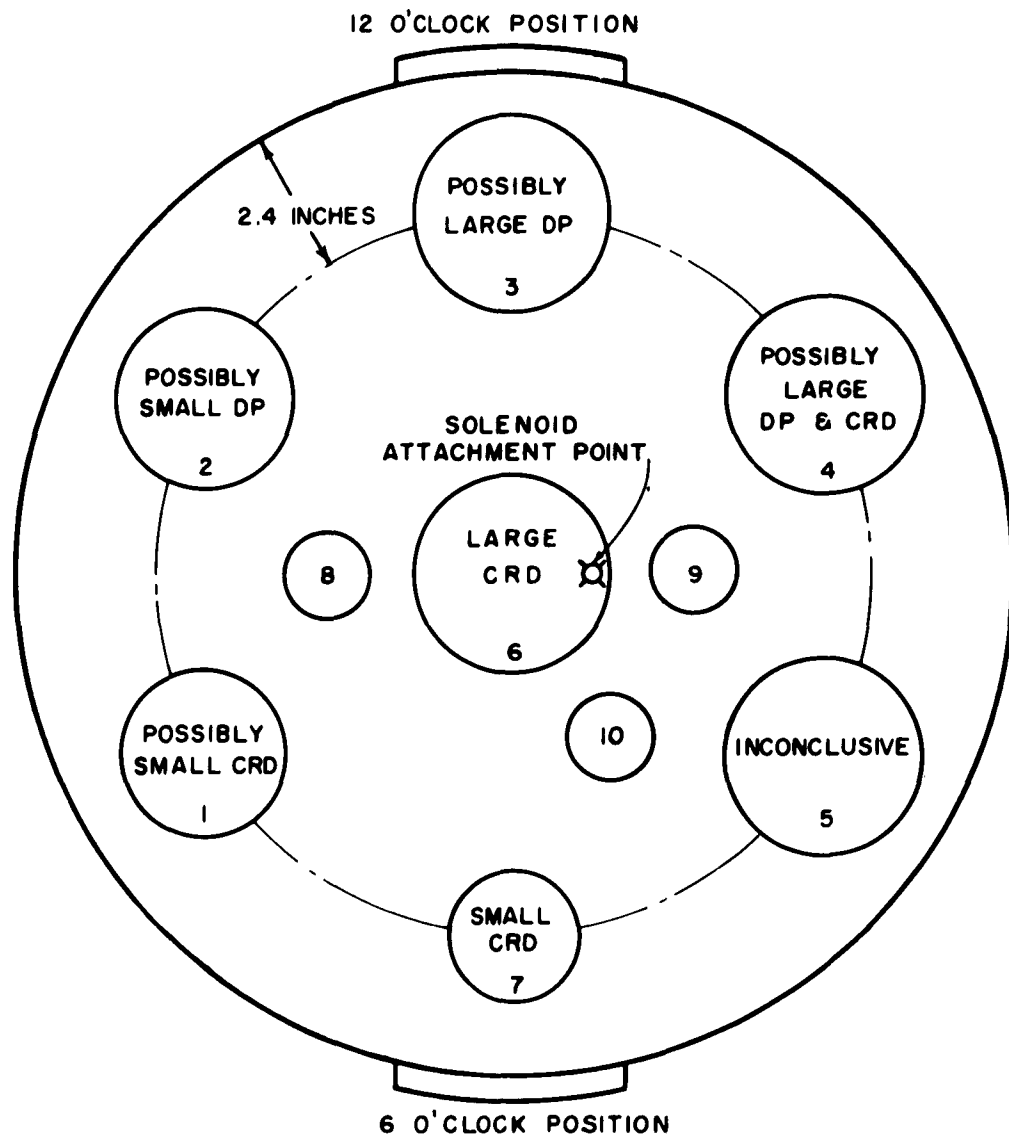 12 O'CLOCK POSITION
2.4 INCHES
POSSIBLY
LARGE DP
3
POSSIBLY
SMALL DP
2
POSSIBLY
LARGE
DP & CRD
4
SOLENOID
ATTACHMENT POINT
LARGE
CRD
6
8
9
10
POSSIBLY
SMALL CRD
1
INCONCLUSIVE
5
SMALL
CRD
7
6 O'CLOCK POSITION